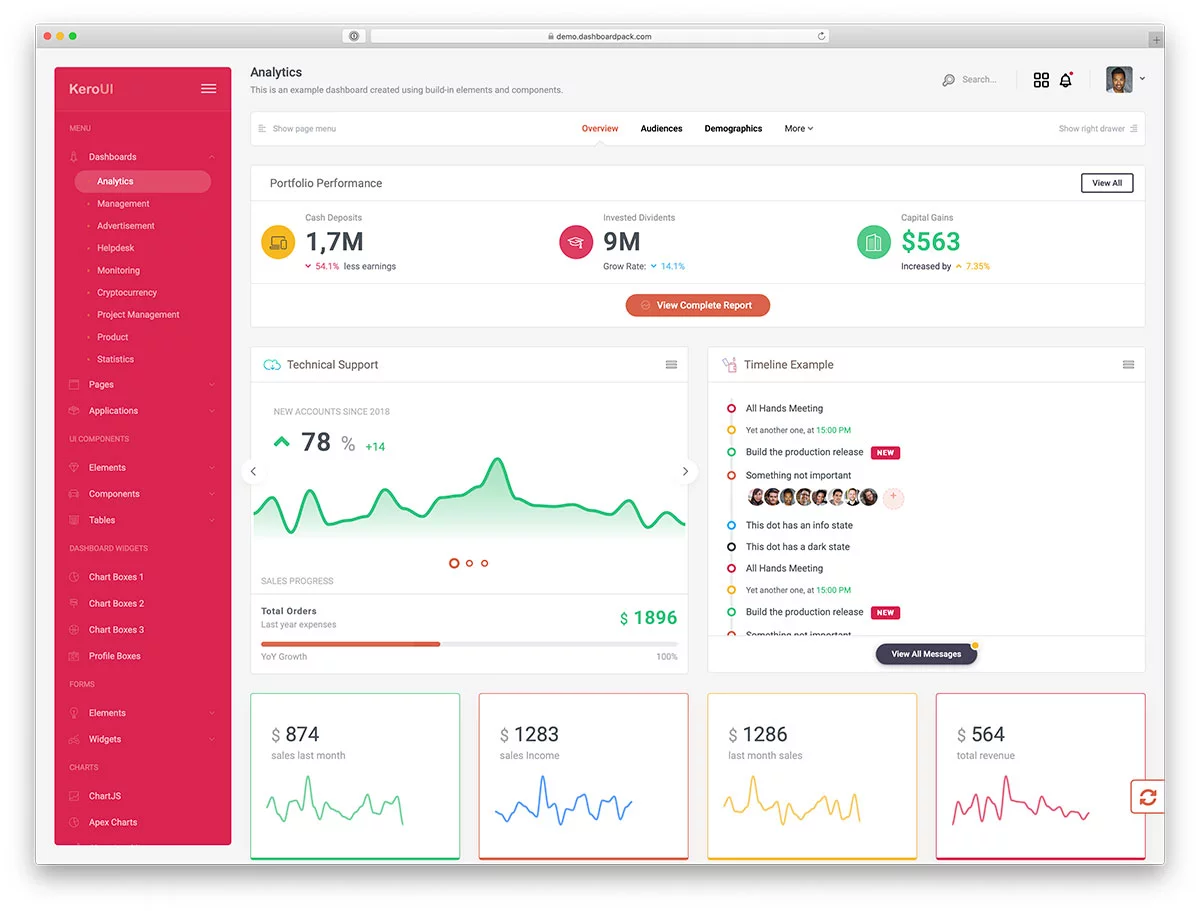 demo.dashboardpack.com
KeroUI
MENU
Dashboards
Analytics
Management
Advertisement
Helpdesk
Monitoring
Cryptocurrency
Project Management
Product
Statistics
Pages
Applications
UI COMPONENTS
Elements
Components
Tables
DASHBOARD WIDGETS
Chart Boxes 1
Chart Boxes 2
Chart Boxes 3
Profile Boxes
FORMS
Elements
Widgets
CHARTS
ChartJS
Apex Charts
Analytics
This is an example dashboard created using build-in elements and components.
Search...
Show page menu
Overview Audiences Demographics More
Show right drawer
Portfolio Performance
View All
Cash Deposits
1,7M
54.1% less earnings
Invested Dividents
9M
Grow Rate: 14.1%
Capital Gains
$563
Increased by 7.35%
View Complete Report
Technical Support
NEW ACCOUNTS SINCE 2018
78 % +14
SALES PROGRESS
Total Orders
Last year expenses
$ 1896
YoY Growth 100%
Timeline Example
All Hands Meeting
Yet another one, at 15:00 PM
Build the production release NEW
Something not important
+
This dot has an info state
This dot has a dark state
All Hands Meeting
Yet another one, at 15:00 PM
Build the production release NEW
Something not important
View All Messages
$ 874
sales last month
$ 1283
sales Income
$ 1286
last month sales
$ 564
total revenue